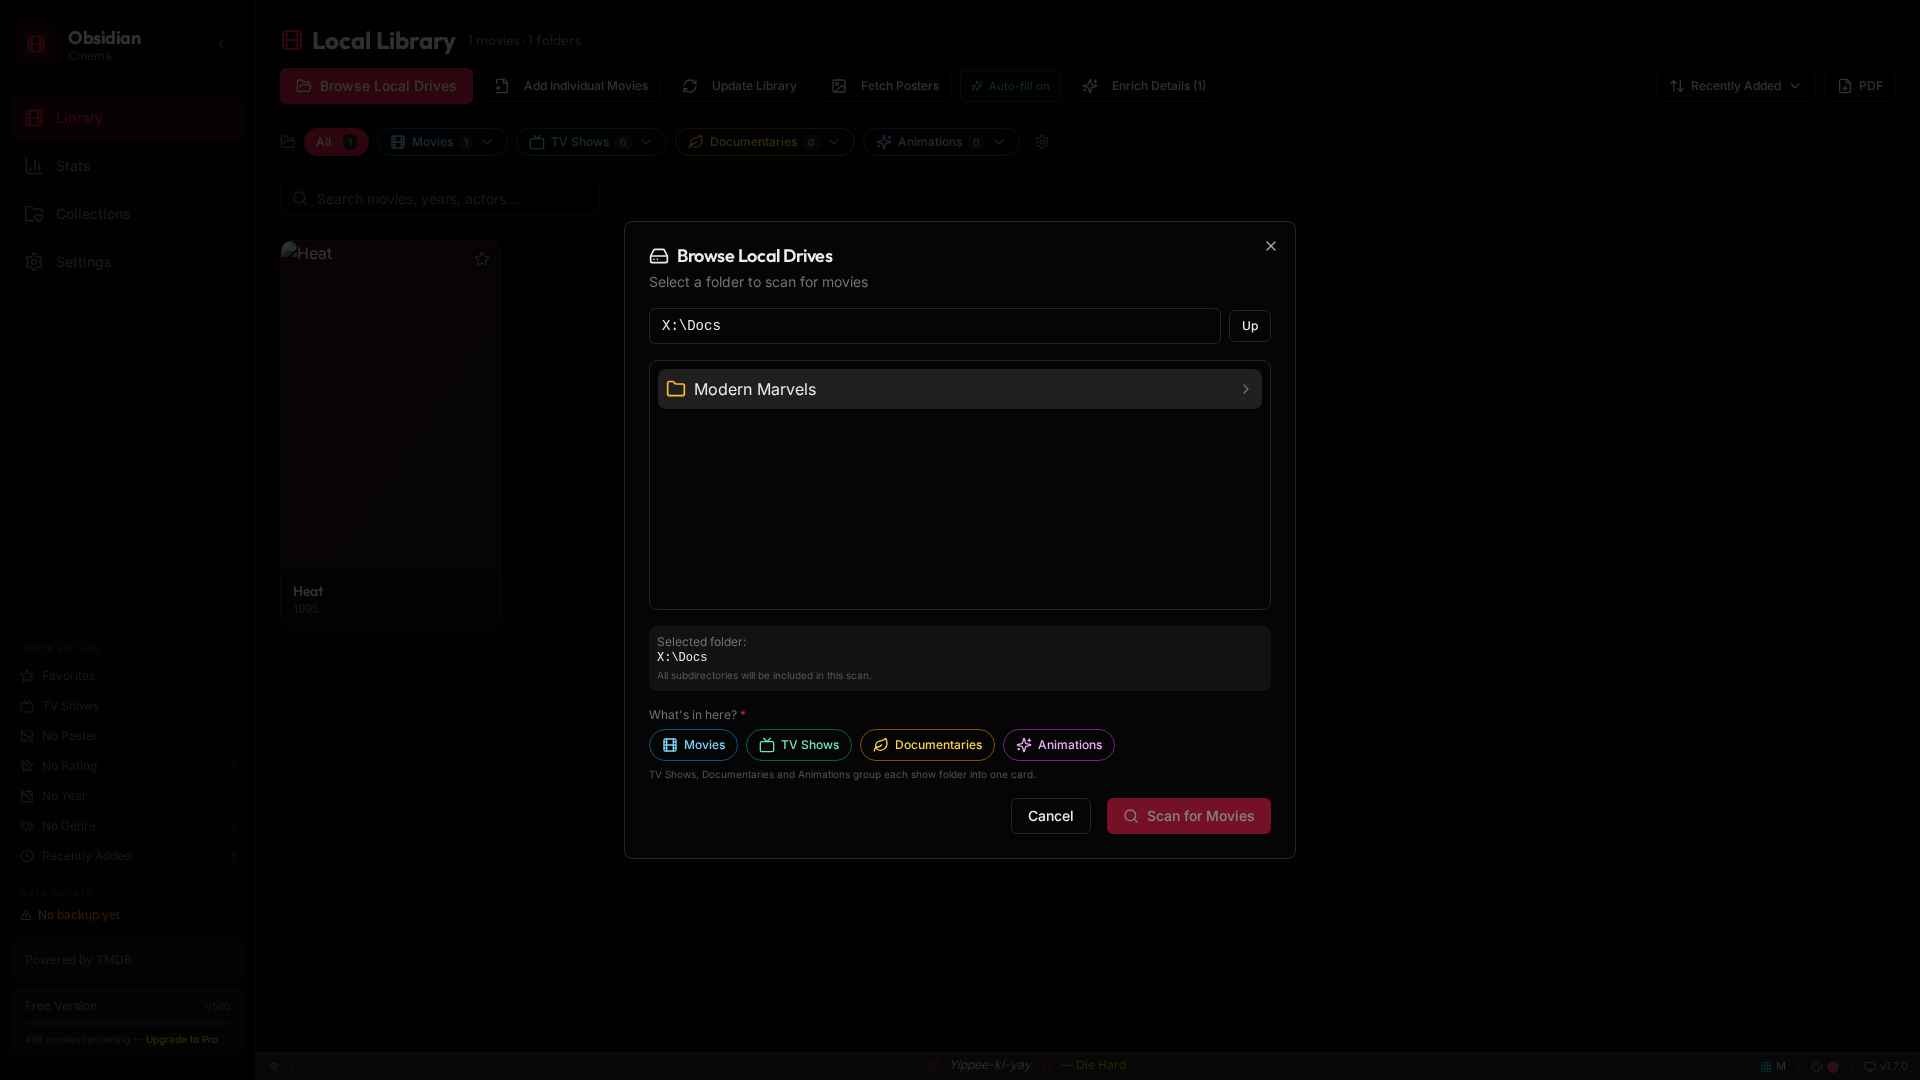 Obsidian
Cinema
Library
Stats
Collections
Settings
Favorites
TV Shows
No Poster
No Rating
No Year
No Genre
Recently Added
No backup yet
Powered by TMDB
Free Version
Upgrade to Pro
Local Library 1 movies · 1 folders
Browse Local Drives Add Individual Movies Update Library Fetch Posters Auto-fill on Enrich Details (1) Recently Added PDF
All 1 Movies 1 TV Shows 0 Documentaries 0 Animations 0
Search movies, years, actors...
Heat
Heat
1995
Browse Local Drives
Select a folder to scan for movies
X:\Docs Up
Modern Marvels
Selected folder:
X:\Docs
All subdirectories will be included in this scan.
What's in here? *
Movies TV Shows Documentaries Animations
TV Shows, Documentaries and Animations group each show folder into one card.
Cancel Scan for Movies
Yippee-ki-yay — Die Hard
M v1.7.0